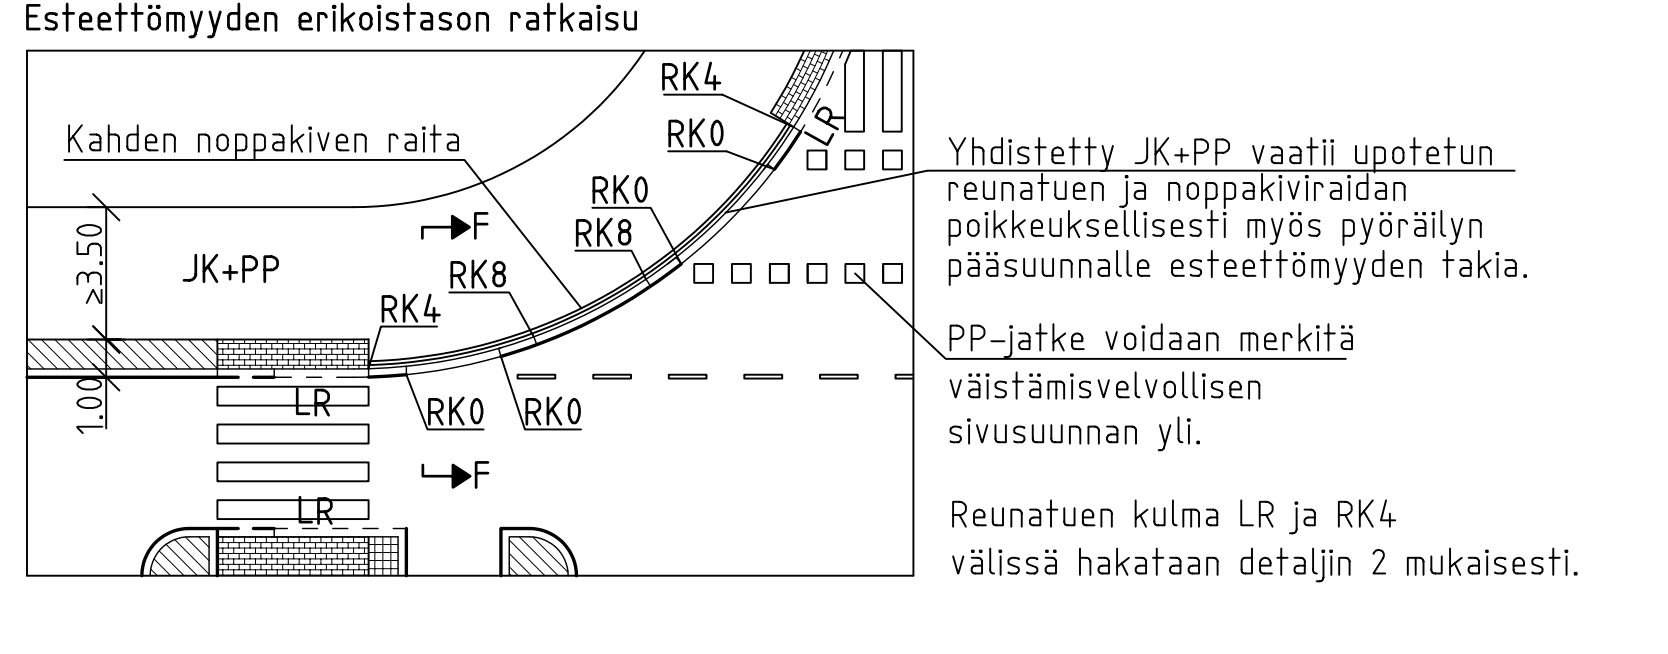 Esteettömyyden erikoistason ratkaisu
RK4
Kahden noppakiven raita
RK0
LR
Yhdistetty JK+PP vaatii upotetun
reunatuen ja noppakiviraidan
poikkeuksellisesti myös pyöräilyn
pääsuunnalle esteettömyyden takia.
RK0
F
RK8
≥3.50
JK+PP
RK8
RK4
PP-jatke voidaan merkitä
väistämisvelvollisen
sivusuunnan yli.
1.00
LR
RK0
RK0
F
LR
Reunatuen kulma LR ja RK4
välissä hakataan detaljin 2 mukaisesti.